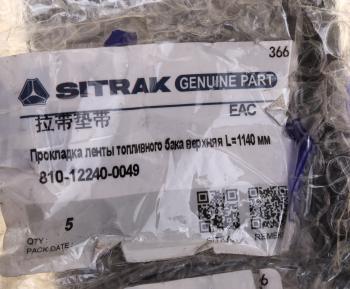 366
SITRAK GENUINE PART
EAC
拉带垫带
Прокладка ленты топливного бака верхняя L=1140 мм
810-12240-0049
QTY : 5
PACK DATE :
6